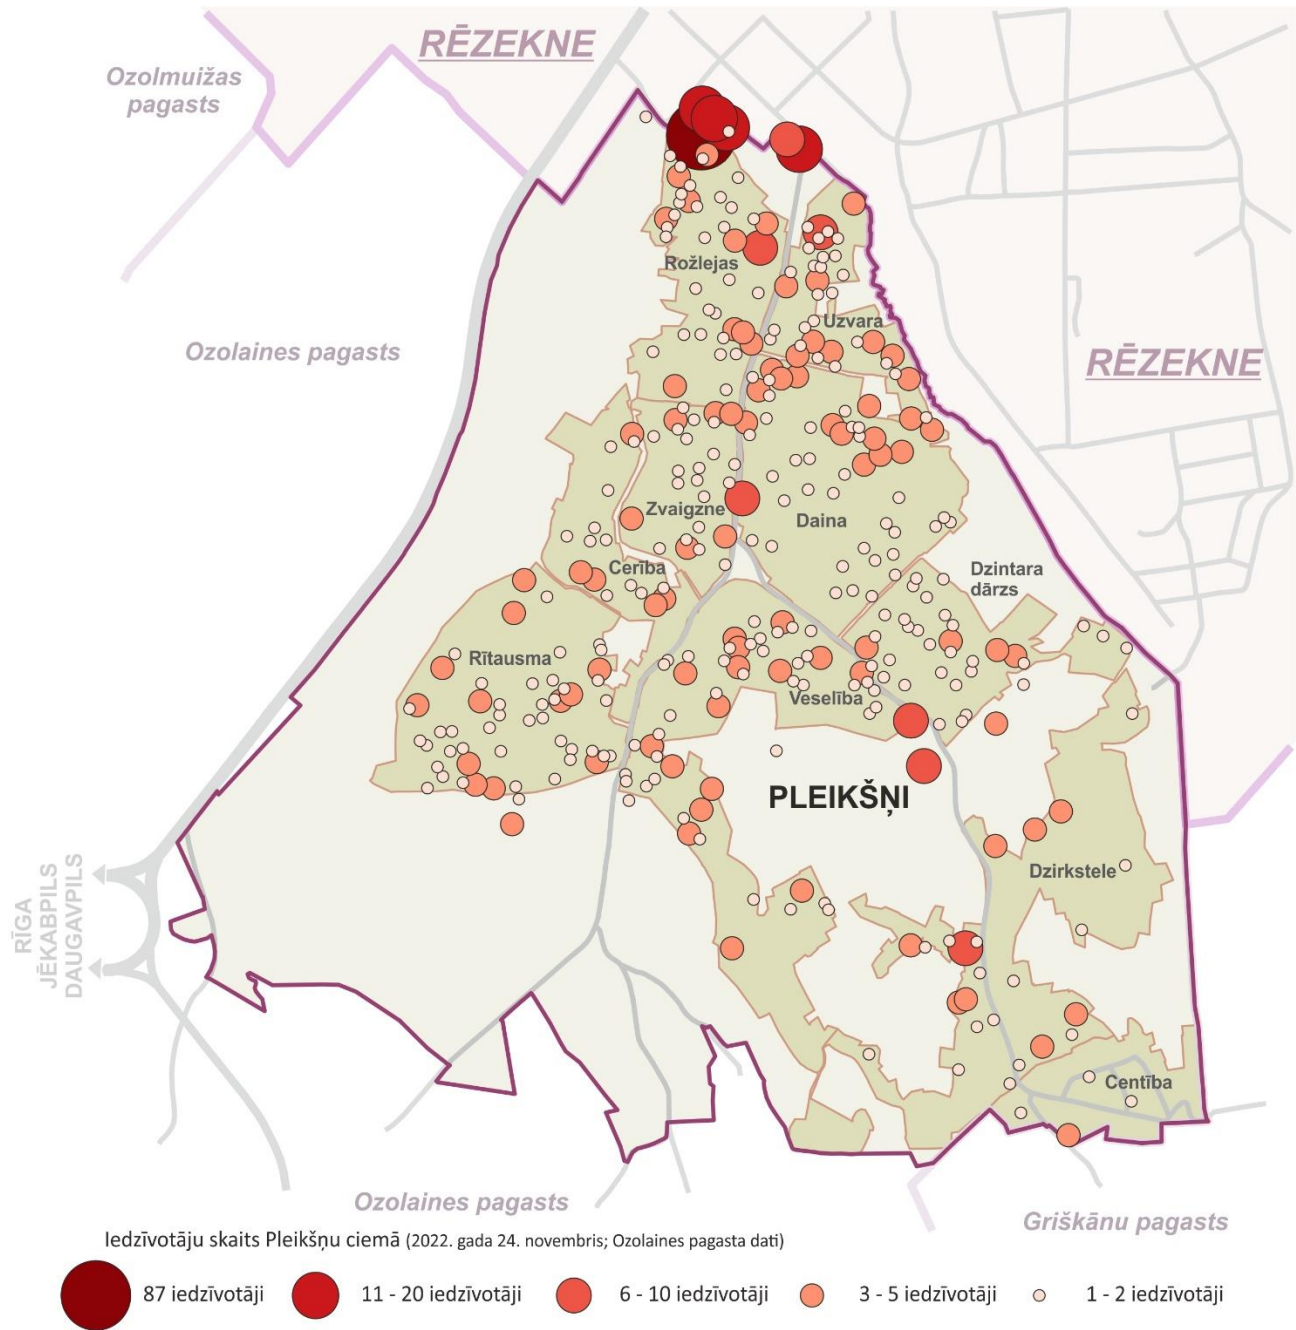 RĒZEKNE
Ozolmuižas
pagasts
Rožlejas
Uzvara
Ozolaines pagasts
RĒZEKNE
Zvaigzne
Daina
Cerība
Dzintara
dārzs
Rītausma
Veselība
PLEIKŠŅI
Dzirkstele
RĪGA
JĒKABPILS
DAUGAVPILS
Centība
Ozolaines pagasts
Griškānu pagasts
Iedzīvotāju skaits Pleikšņu ciemā (2022. gada 24. novembris; Ozolaines pagasta dati)
87 iedzīvotāji 11 - 20 iedzīvotāji 6 - 10 iedzīvotāji 3 - 5 iedzīvotāji 1 - 2 iedzīvotāji